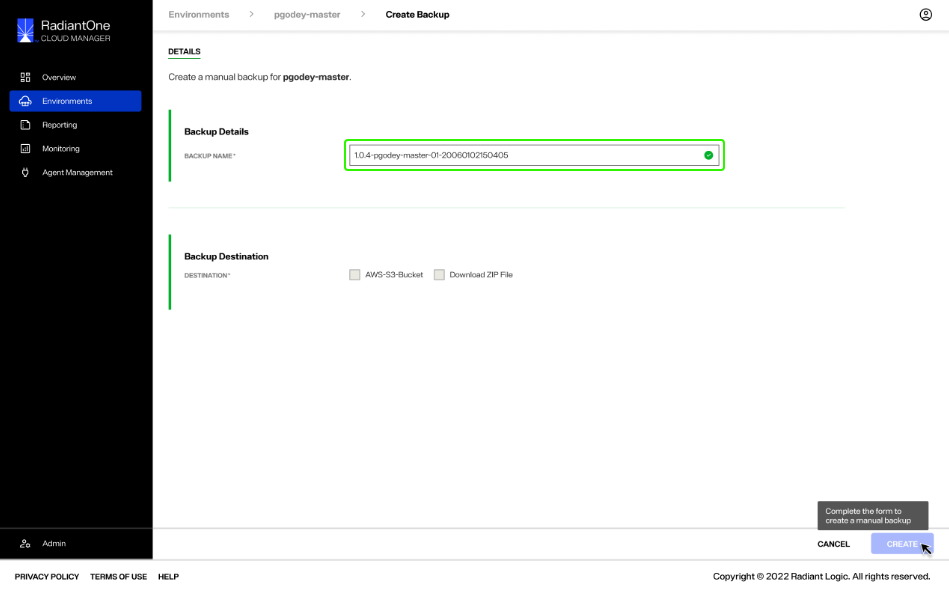 RadiantOne
CLOUD MANAGER
Overview
Environments
Reporting
Monitoring
Agent Management
Admin
Environments > pgodey-master > Create Backup
DETAILS
Create a manual backup for pgodey-master.
Backup Details
BACKUP NAME* 1.0.4-pgodey-master-01-20060102150405
Backup Destination
DESTINATION* AWS-S3-Bucket Download ZIP File
Complete the form to
create a manual backup
CANCEL CREATE
PRIVACY POLICY TERMS OF USE HELP Copyright © 2022 Radiant Logic. All rights reserved.